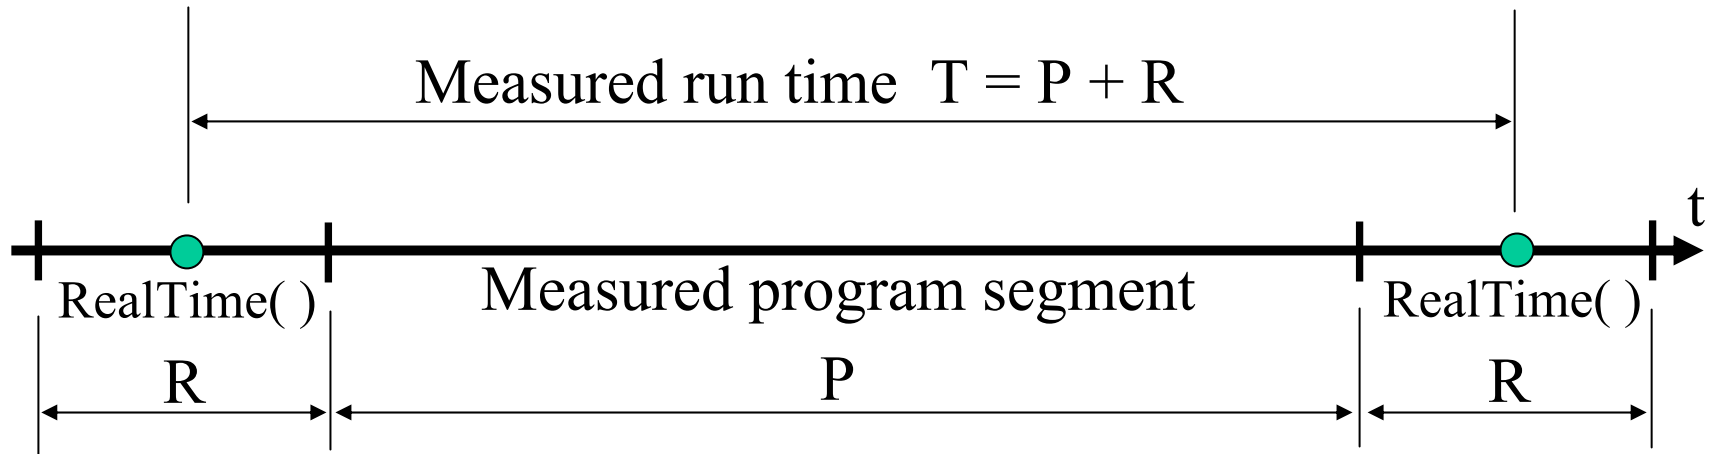 Measured run time T = P + R
t
RealTime( )
Measured program segment
RealTime( )
R
P
R